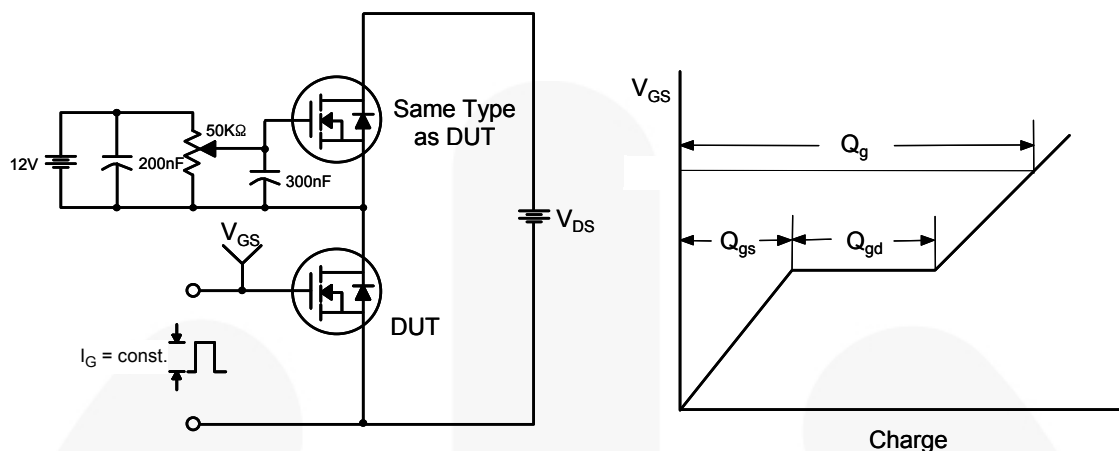 Same Type
as DUT
12V
200nF
50KΩ
300nF
V_GS
DUT
I_G = const.
V_DS
V_GS
Q_g
Q_gs
Q_gd
Charge